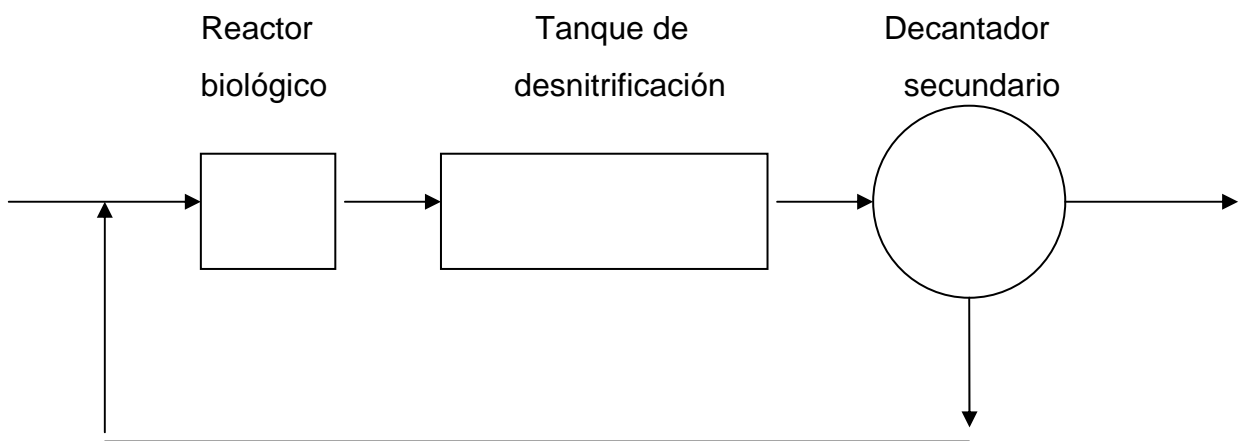 Reactor
biológico
Tanque de
desnitrificación
Decantador
secundario